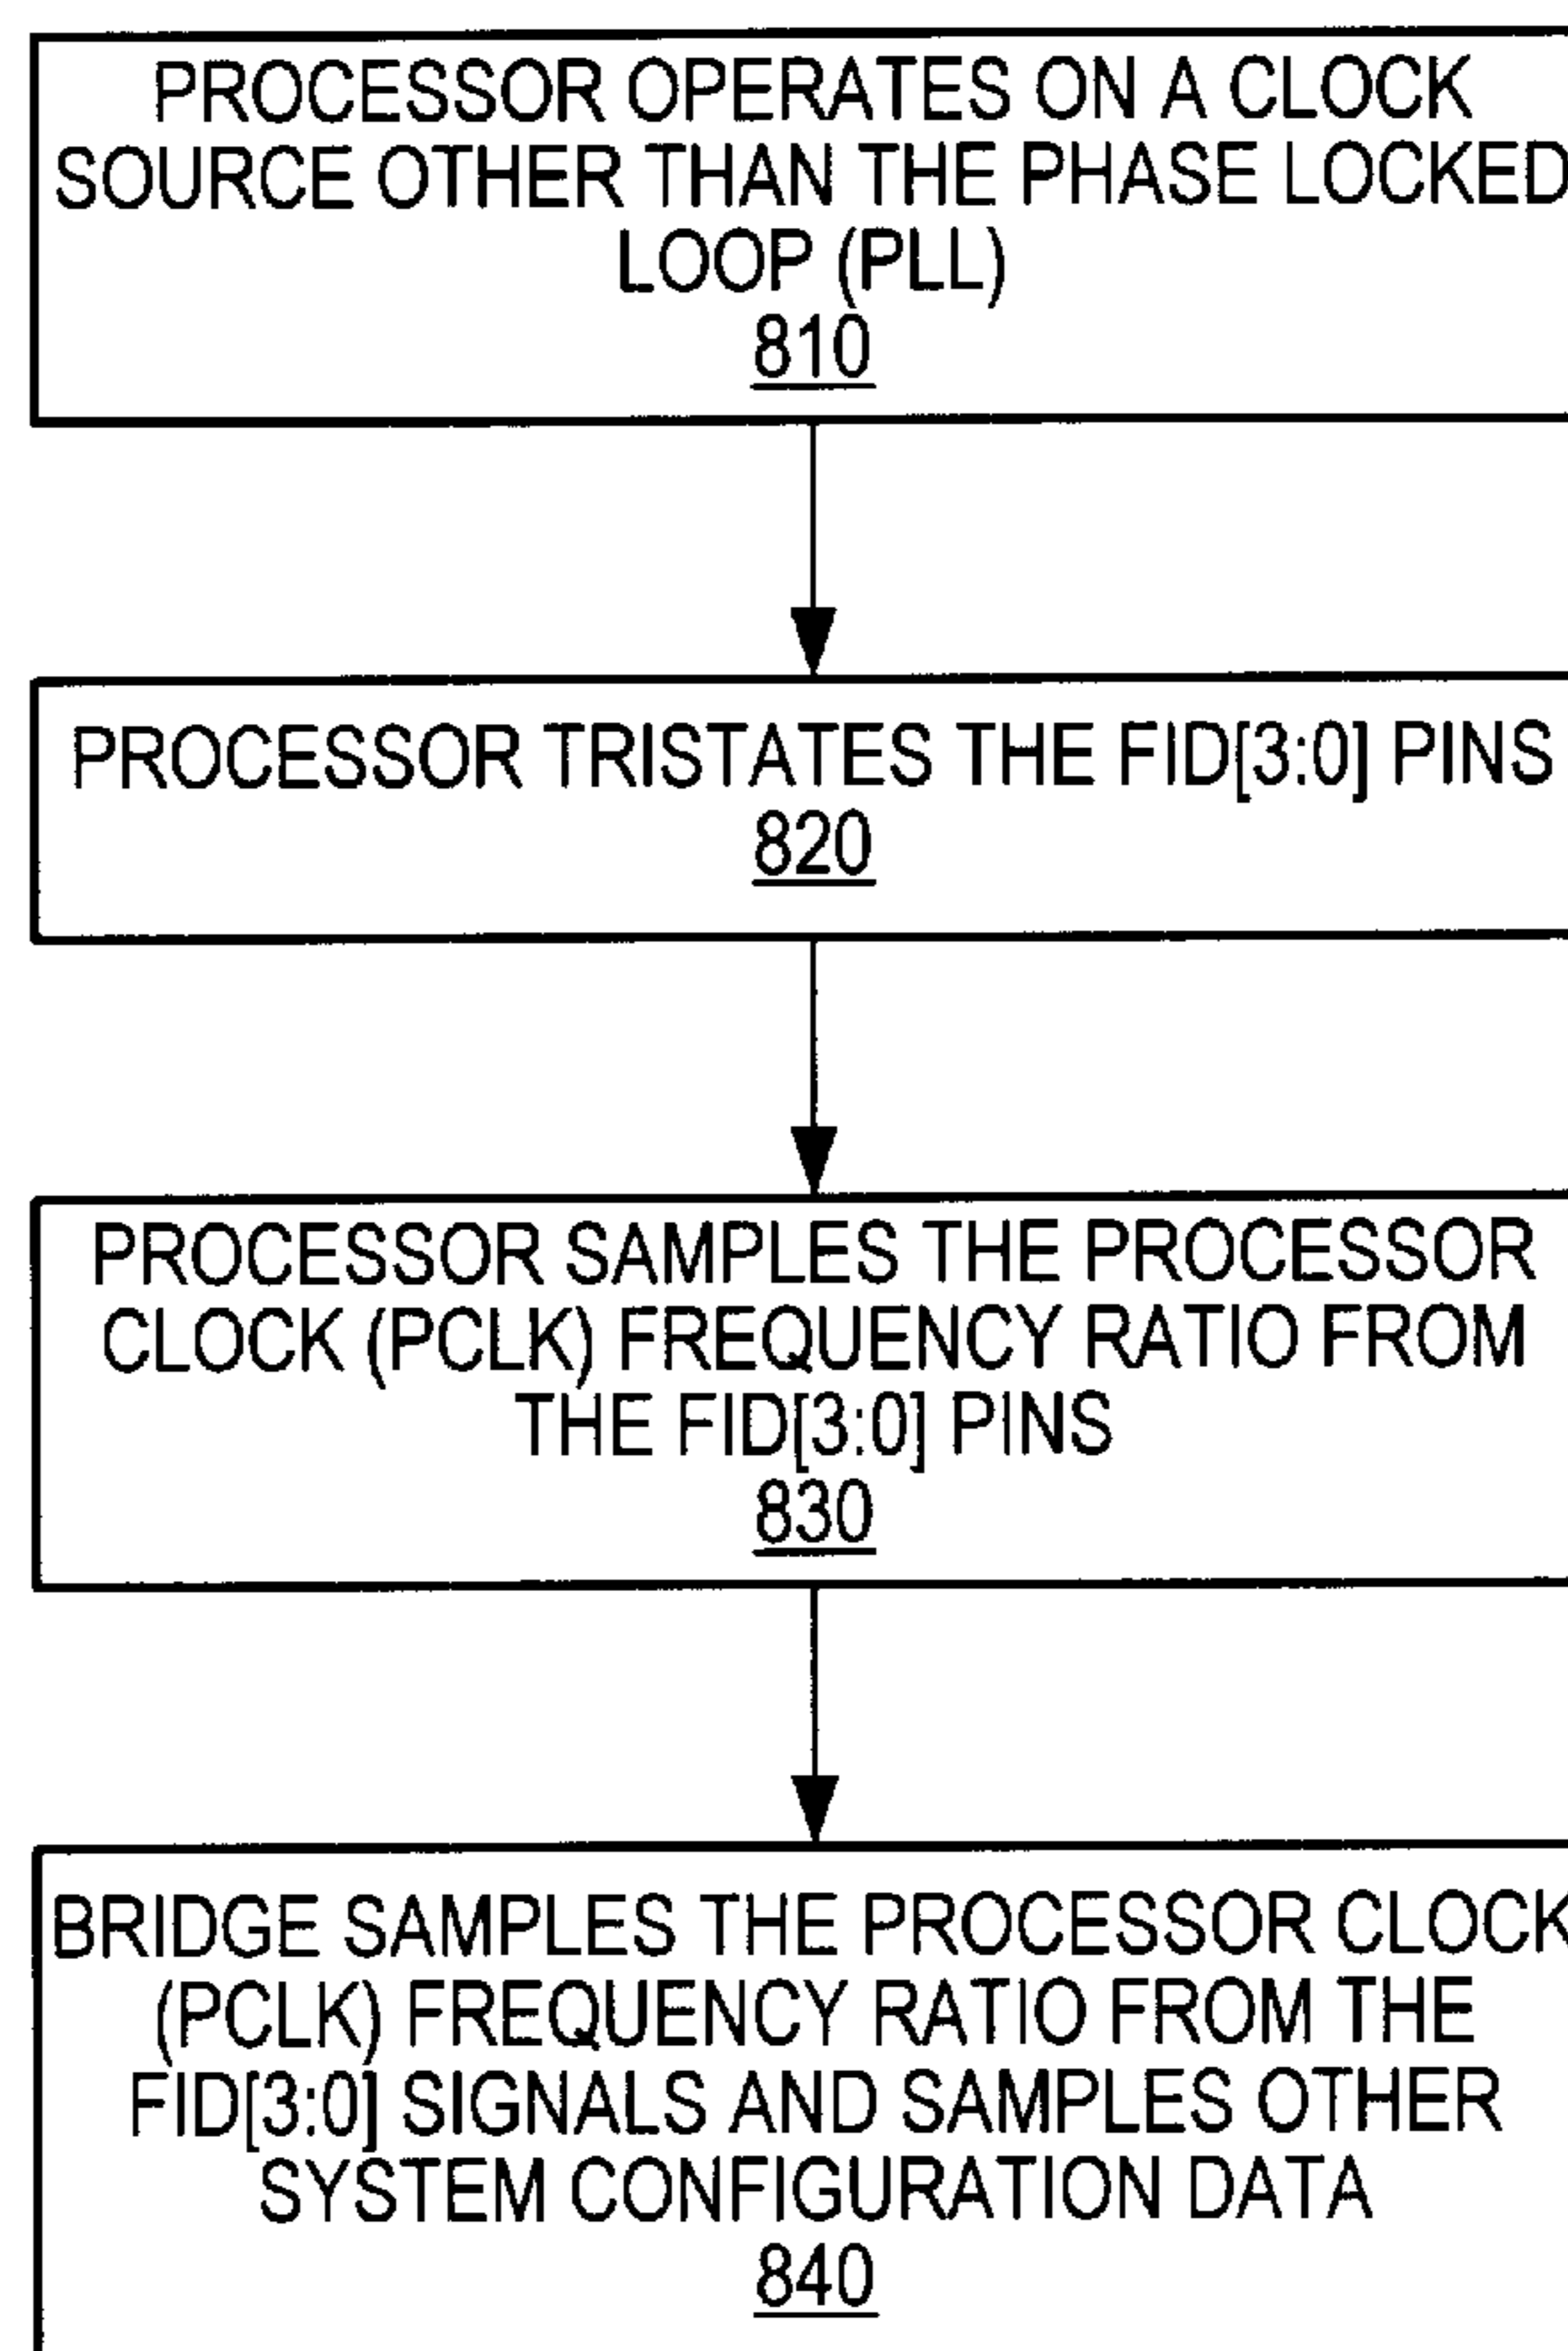 PROCESSOR OPERATES ON A CLOCK
SOURCE OTHER THAN THE PHASE LOCKED
LOOP (PLL)
810
PROCESSOR TRISTATES THE FID[3:0] PINS
820
PROCESSOR SAMPLES THE PROCESSOR
CLOCK (PCLK) FREQUENCY RATIO FROM
THE FID[3:0] PINS
830
BRIDGE SAMPLES THE PROCESSOR CLOCK
(PCLK) FREQUENCY RATIO FROM THE
FID[3:0] SIGNALS AND SAMPLES OTHER
SYSTEM CONFIGURATION DATA
840